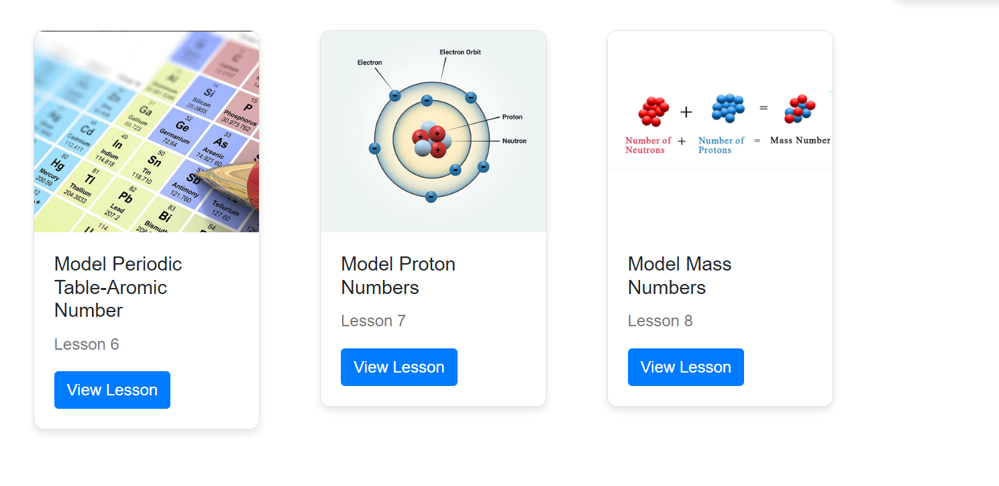 14
Si
Silicon
28.0855
15
P
Phosphorus
30.973 762
31
Ga
Gallium
69.723
32
Ge
Germanium
72.64
33
As
Arsenic
74.921 60
48
Cd
Cadmium
112.411
49
In
Indium
114.818
50
Sn
Tin
118.710
Sb
Antimony
121.760
Tellurium
127.60
80
Hg
Mercury
200.59
81
Tl
Thallium
204.3833
82
Pb
Lead
207.2
83
Bi
Bismuth
84
114
Model Periodic
Table-Aromic
Number
Lesson 6
View Lesson
Electron Orbit
Electron
Proton
Neutron
Model Proton
Numbers
Lesson 7
View Lesson
+ =
Number of + Number of = Mass Number
Neutrons Protons
Model Mass
Numbers
Lesson 8
View Lesson